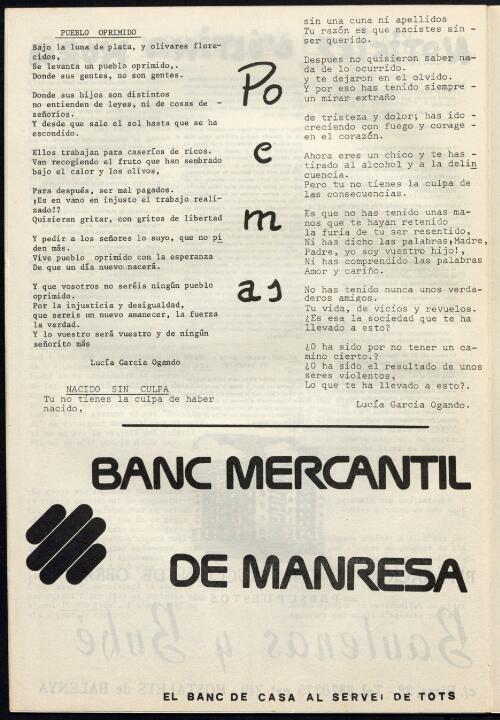 PUEBLO OPRIMIDO
Bajo la luna de plata, y olivares flore-
cidos,
Se levanta un pueblo oprimido,.
Donde sus gentes, no son gentes.
Donde sus hijos son distintos
no entienden de leyes, ni de cosas de -
señorios.
Y desde que sale el sol hasta que se ha
escondido.
Ellos trabajan para caseríos de ricos.
Van recogiendo el fruto que han sembrado
bajo el calor y los olivos,
Para después, ser mal pagados.
¡Es en vano en injusto el trabajo reali-
zado!?
Quisieran gritar, con gritos de libertad
Y pedir a los señores lo suyo, que no pi
den más.
Vive pueblo oprimido con la esperanza
De que un día nuevo nacerá.
Y que vosotros no seréis ningún pueblo
oprimido.
Por la injusticia y desigualdad,
que sereis un nuevo amanecer, la fuerza
la verdad.
Y lo vuestro será vuestro y de ningún
señorito más
Lucía García Ogando
NACIDO SIN CULPA
Tu no tienes la culpa de haber
nacido,
Po
e
m
as
sin una cuna ni apellidos
Tu razón es que nacistes sin -
ser querido.
Despues no quisieron saber na-
da de lo ocurrido.
y te dejaron en el olvido.
Y por eso has tenido siempre -
un mirar extraño
de tristeza y dolor; has ido -
creciendo con fuego y corage -
en el corazón.
Ahora eres un chico y te has -
tirado al alcohol y a la delin
cuencia.
Pero tu no tienes la culpa de
las consecuencias.
Es que no has tenido unas ma-
nos que te hayan retenido
la furia de tu ser resentido,
Ni has dicho las palabras,Madre,
Padre, yo soy vuestro hijo!,
Ni has comprendido las palabras
Amor y cariño.
No has tenido nunca unos verda-
deros amigos.
Tu vida, de vicios y revuelos.
¿Es esa la sociedad que te ha
llevado a esto?
¿O ha sido por no tener un ca-
mino cierto.?
¿O ha sido el resultado de unos
seres violentos,
Lo que te ha llevado a esto?.
Lucía García Ogando.
BANC MERCANTIL
DE MANRESA
EL BANC DE CASA AL SERVEI DE TOTS